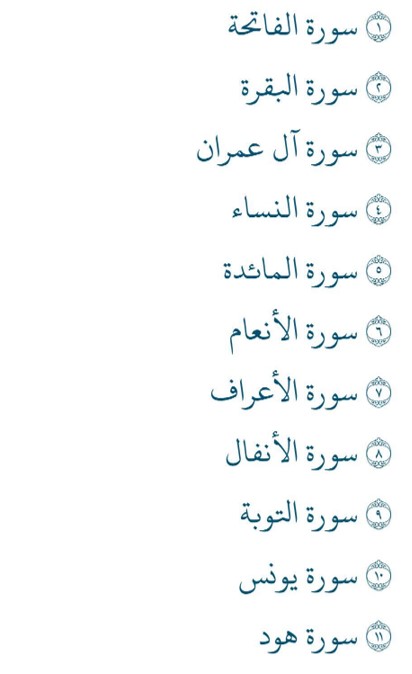 ١ سورة الفاتحة
٢ سورة البقرة
٣ سورة آل عمران
٤ سورة النساء
٥ سورة المائدة
٦ سورة الأنعام
٧ سورة الأعراف
٨ سورة الأنفال
٩ سورة التوبة
١٠ سورة يونس
١١ سورة هود